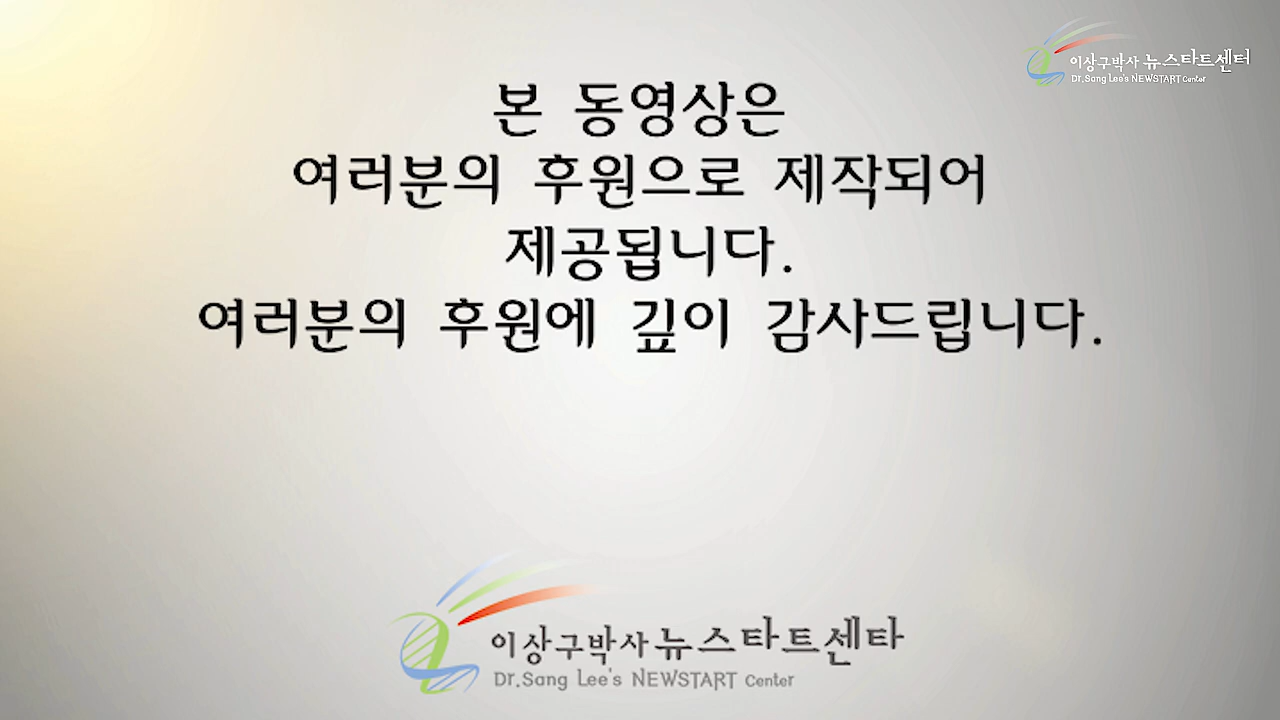 이상구박사 뉴스타트센터
Dr.Sang Lee's NEWSTART Center
본 동영상은
여러분의 후원으로 제작되어
제공됩니다.
여러분의 후원에 깊이 감사드립니다.
이상구박사 뉴스타트센타
Dr.Sang Lee's NEWSTART Center